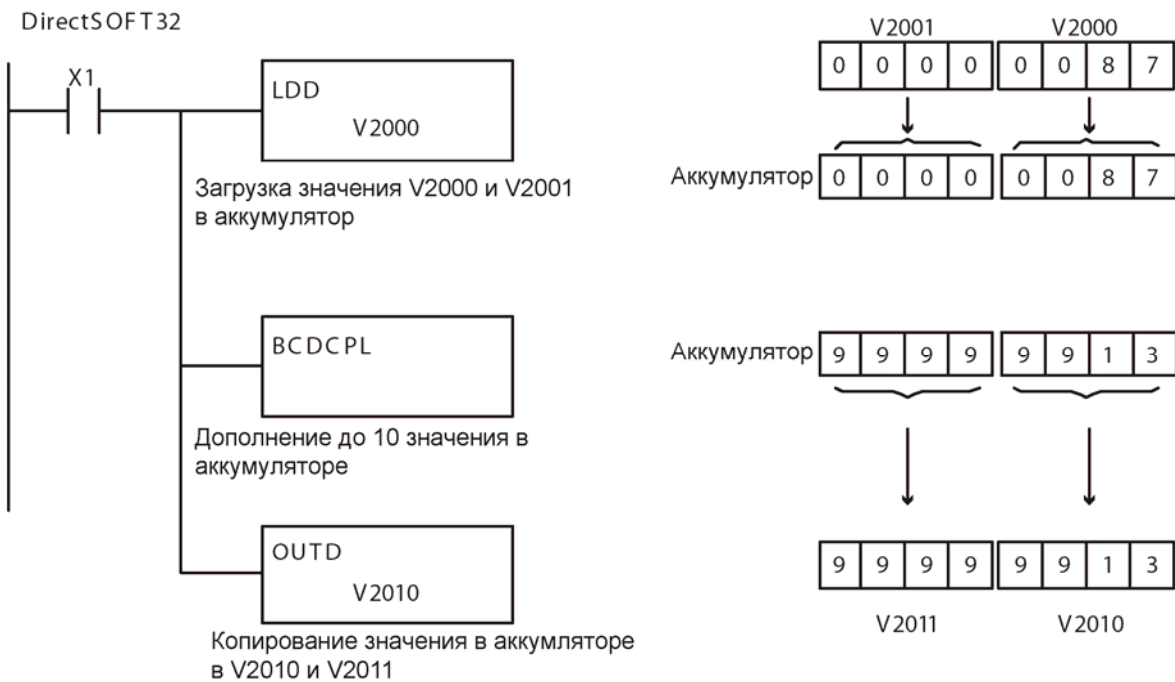 DirectSOFT32
X1
LDD
V2000
Загрузка значения V2000 и V2001
в аккумулятор
BCDCPL
Дополнение до 10 значения в
аккумуляторе
OUTD
V2010
Копирование значения в аккумляторе
в V2010 и V2011
V2001 V2000
0 0 0 0 0 0 8 7
Аккумулятор 0 0 0 0 0 0 8 7
Аккумулятор 9 9 9 9 9 9 1 3
9 9 9 9 9 9 1 3
V2011 V2010